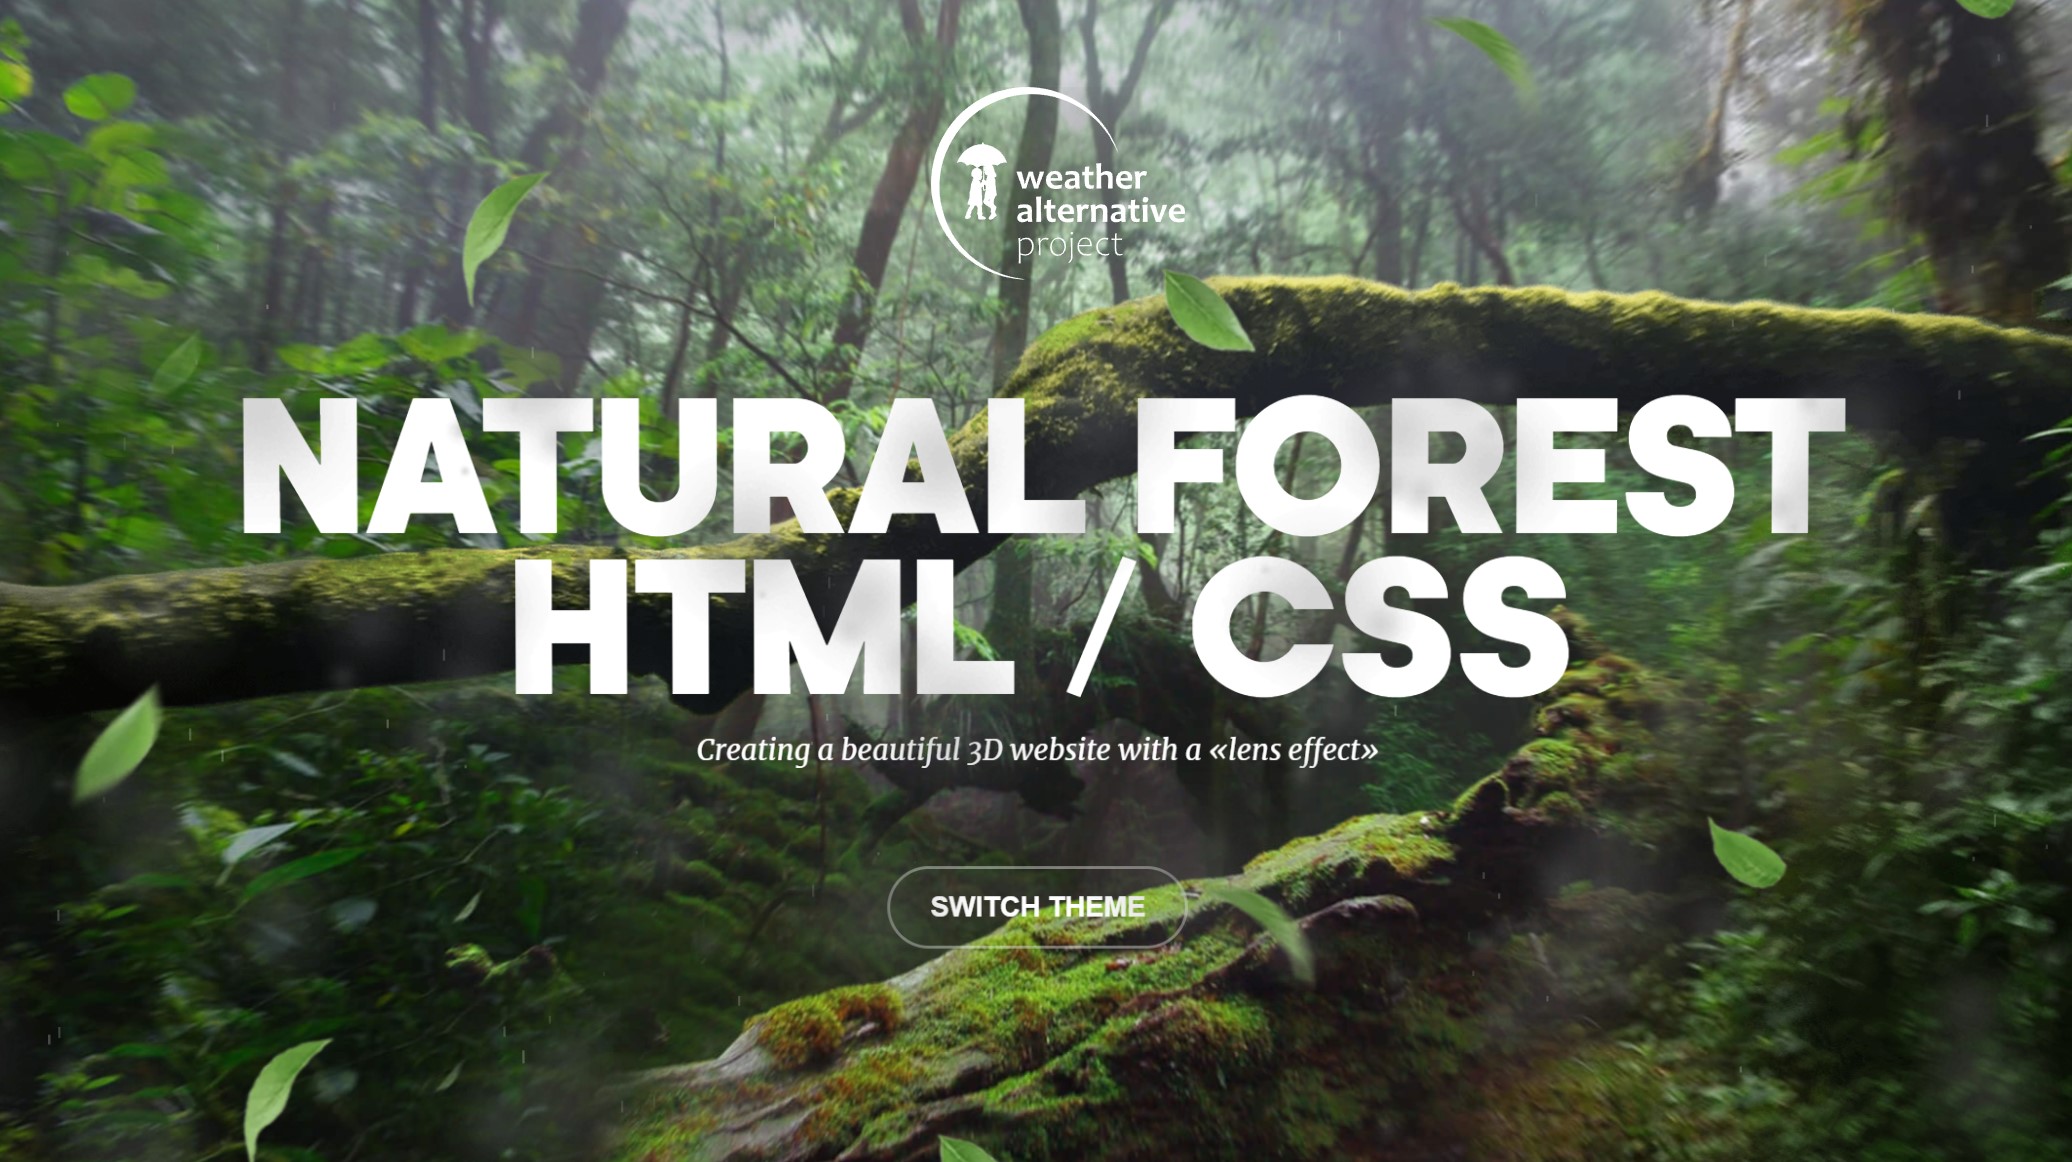 weather
alternative
project
NATURAL FOREST
HTML / CSS
Creating a beautiful 3D website with a «lens effect»
SWITCH THEME